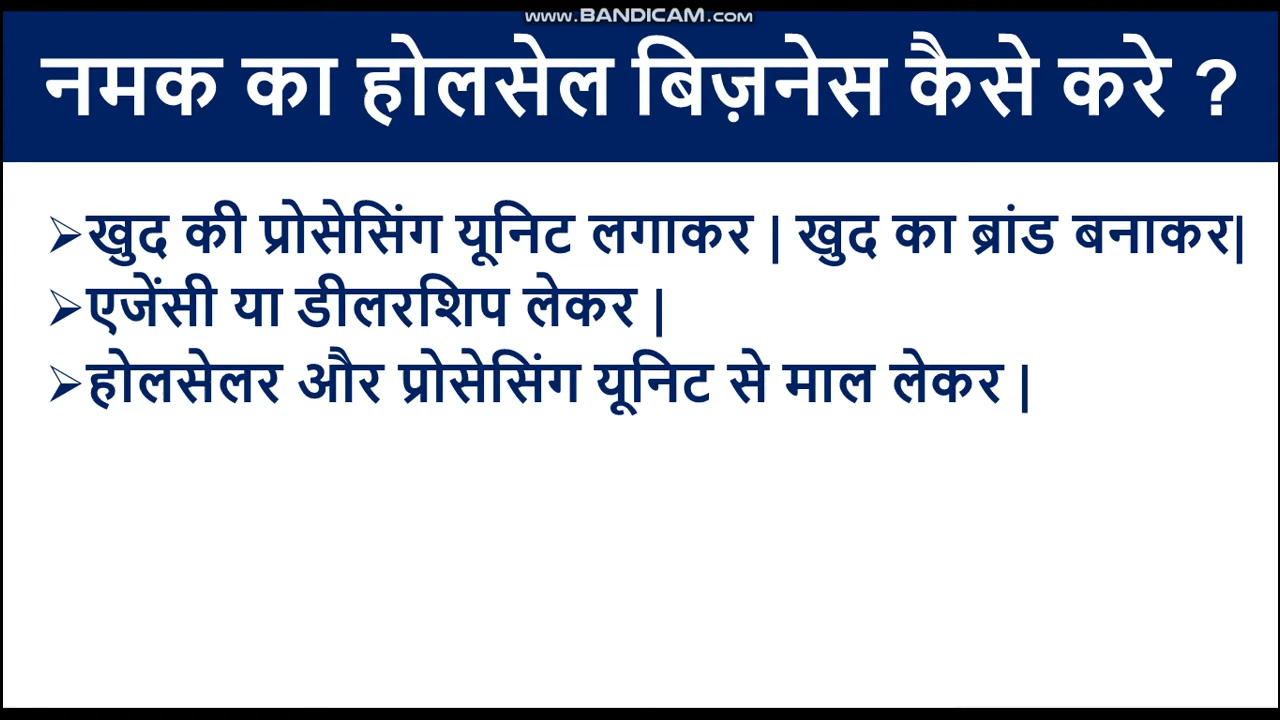 www.BANDICAM.com
नमक का होलसेल बिज़नेस कैसे करे ?
➢खुद की प्रोसेसिंग यूनिट लगाकर | खुद का ब्रांड बनाकर|
➢एजेंसी या डीलरशिप लेकर |
➢होलसेलर और प्रोसेसिंग यूनिट से माल लेकर |